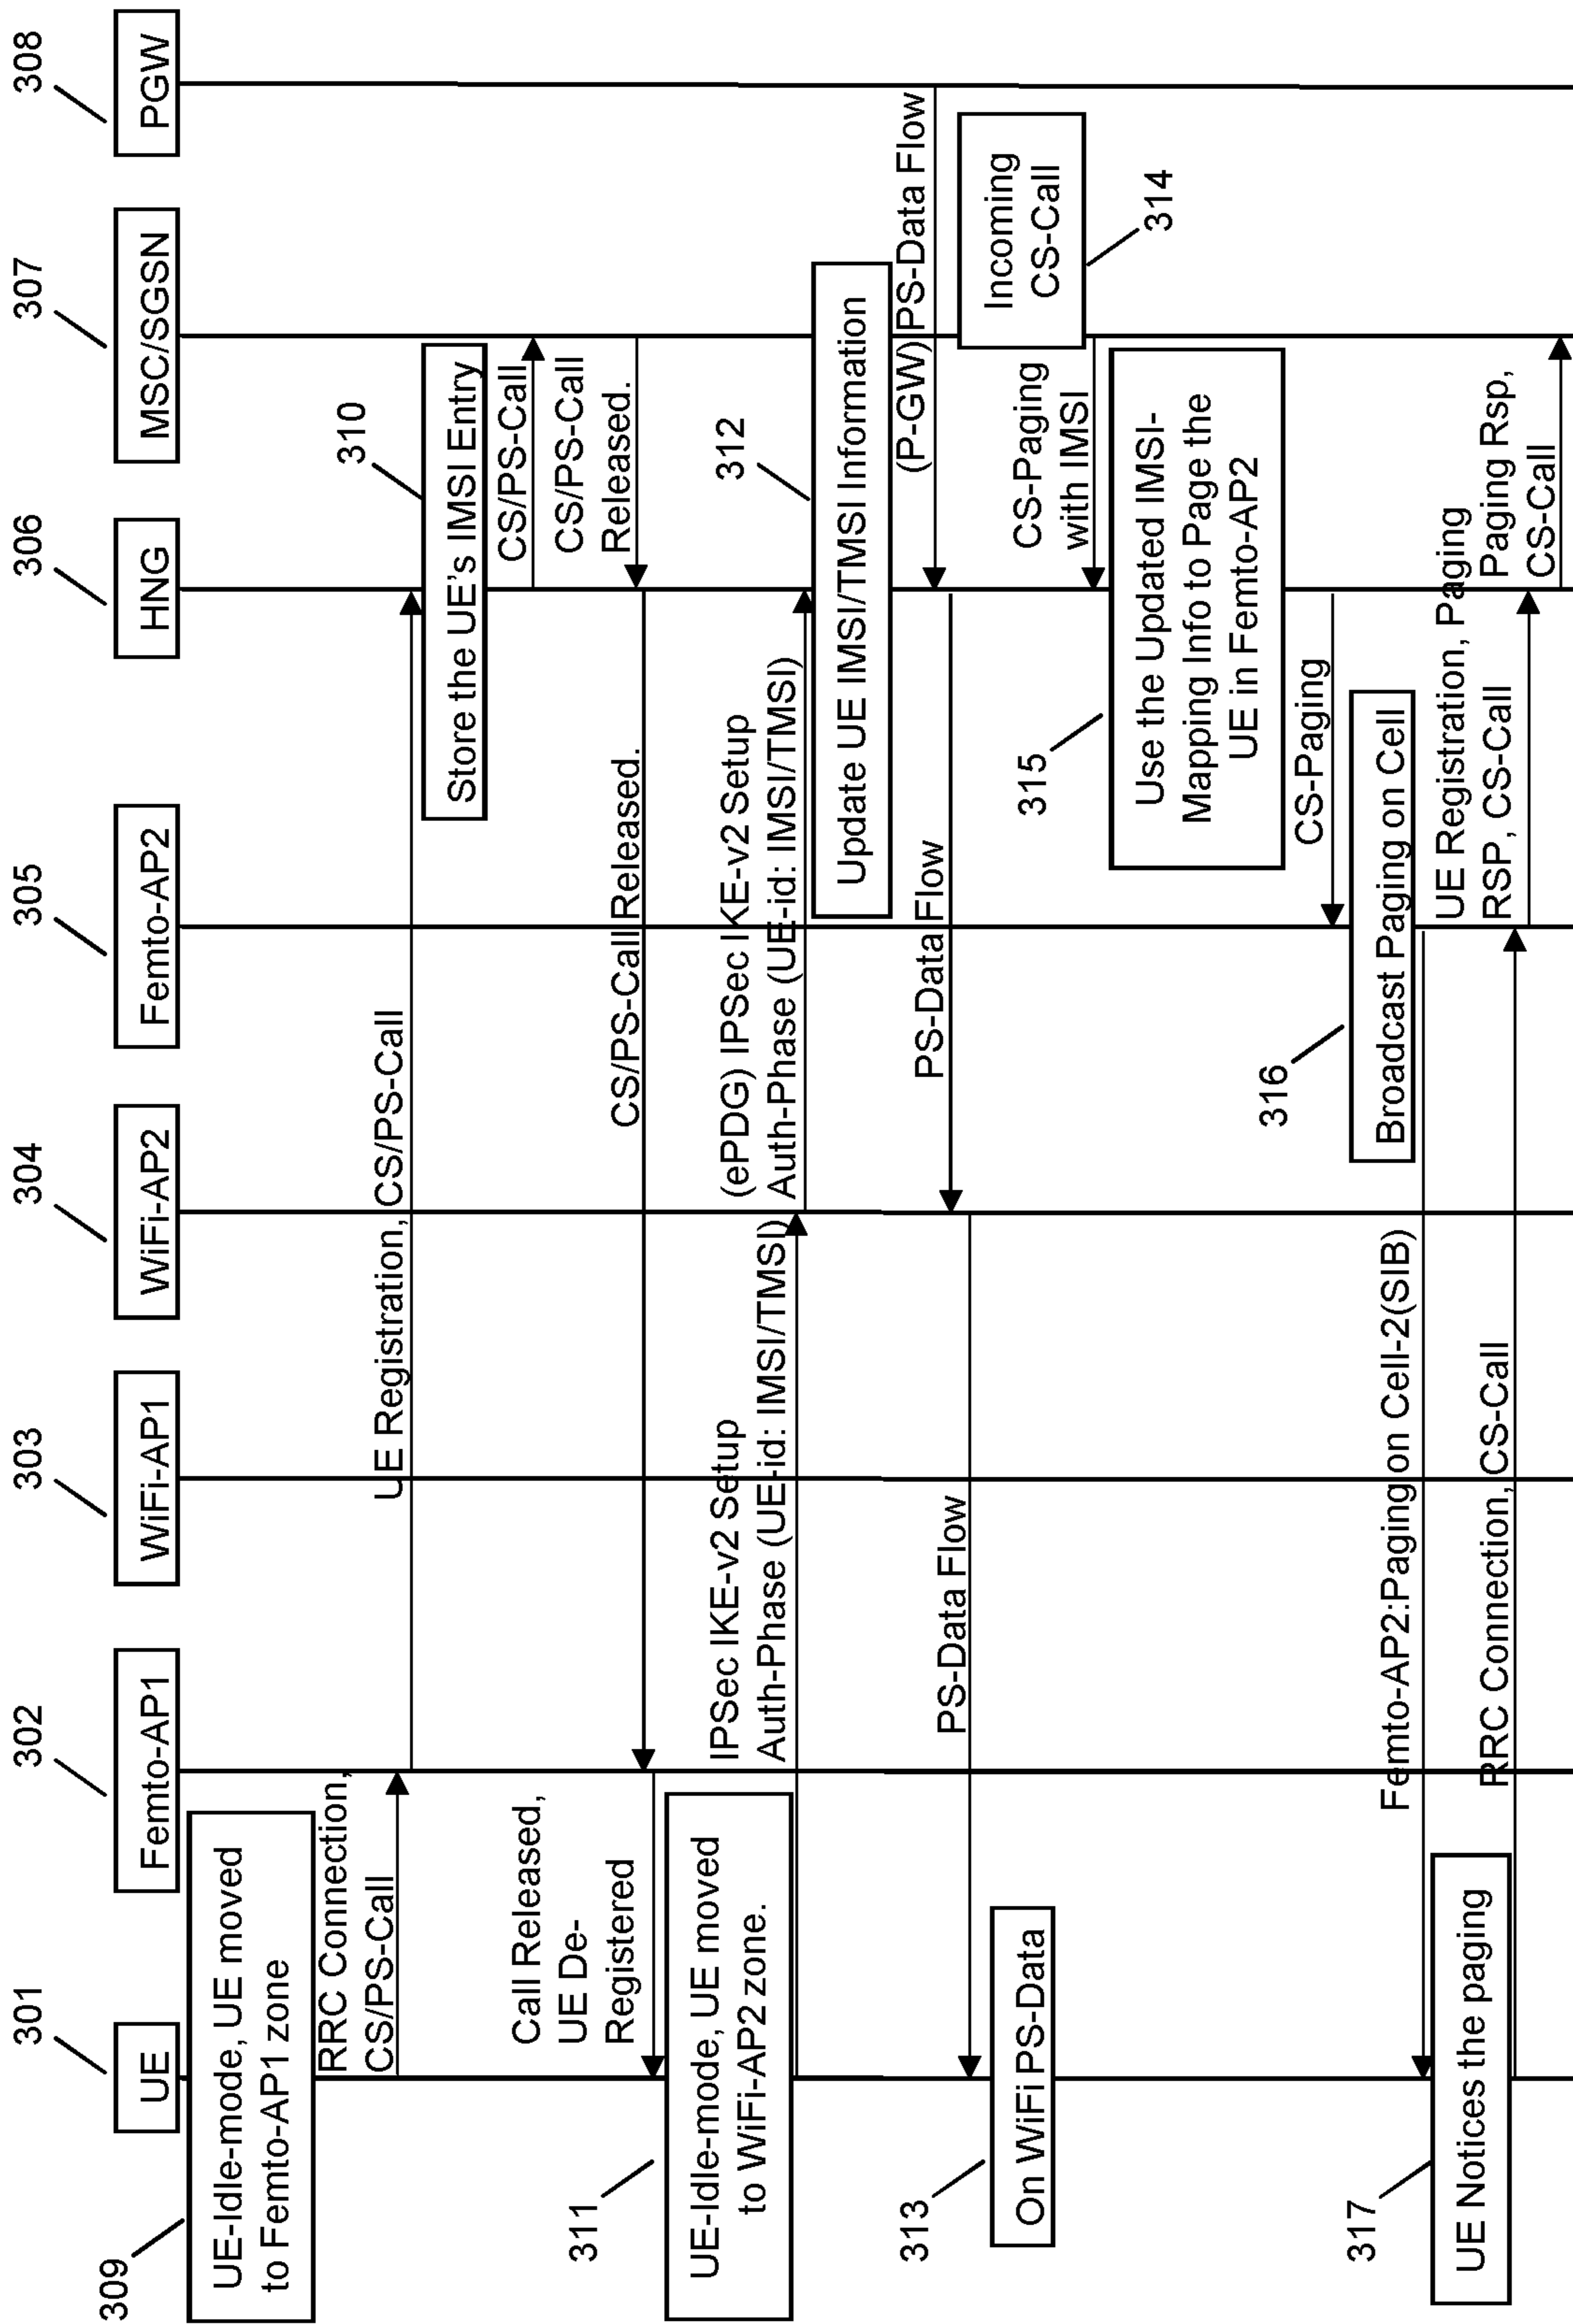 301
302
303
304
305
306
307
308
UE
Femto-AP1
WiFi-AP1
WiFi-AP2
Femto-AP2
HNG
MSC/SGSN
PGW
309
UE-Idle-mode, UE moved
to Femto-AP1 zone
RRC Connection,
CS/PS-Call
UE Registration, CS/PS-Call
310
Store the UE's IMSI Entry
CS/PS-Call
CS/PS-Call
Released.
CS/PS-Call Released.
Call Released,
UE De-
Registered
311
UE-Idle-mode, UE moved
to WiFi-AP2 zone.
IPSec IKE-v2 Setup
Auth-Phase (UE-id: IMSI/TMSI)
(ePDG) IPSec IKE-v2 Setup
Auth-Phase (UE-id: IMSI/TMSI)
312
Update UE IMSI/TMSI Information
(P-GW) PS-Data Flow
PS-Data Flow
PS-Data Flow
313
On WiFi PS-Data
Incoming
CS-Call
314
CS-Paging
with IMSI
315
Use the Updated IMSI-
Mapping Info to Page the
UE in Femto-AP2
CS-Paging
316
Broadcast Paging on Cell
Femto-AP2:Paging on Cell-2(SIB)
317
UE Notices the paging
RRC Connection, CS-Call
UE Registration, Paging
RSP, CS-Call
Paging Rsp,
CS-Call